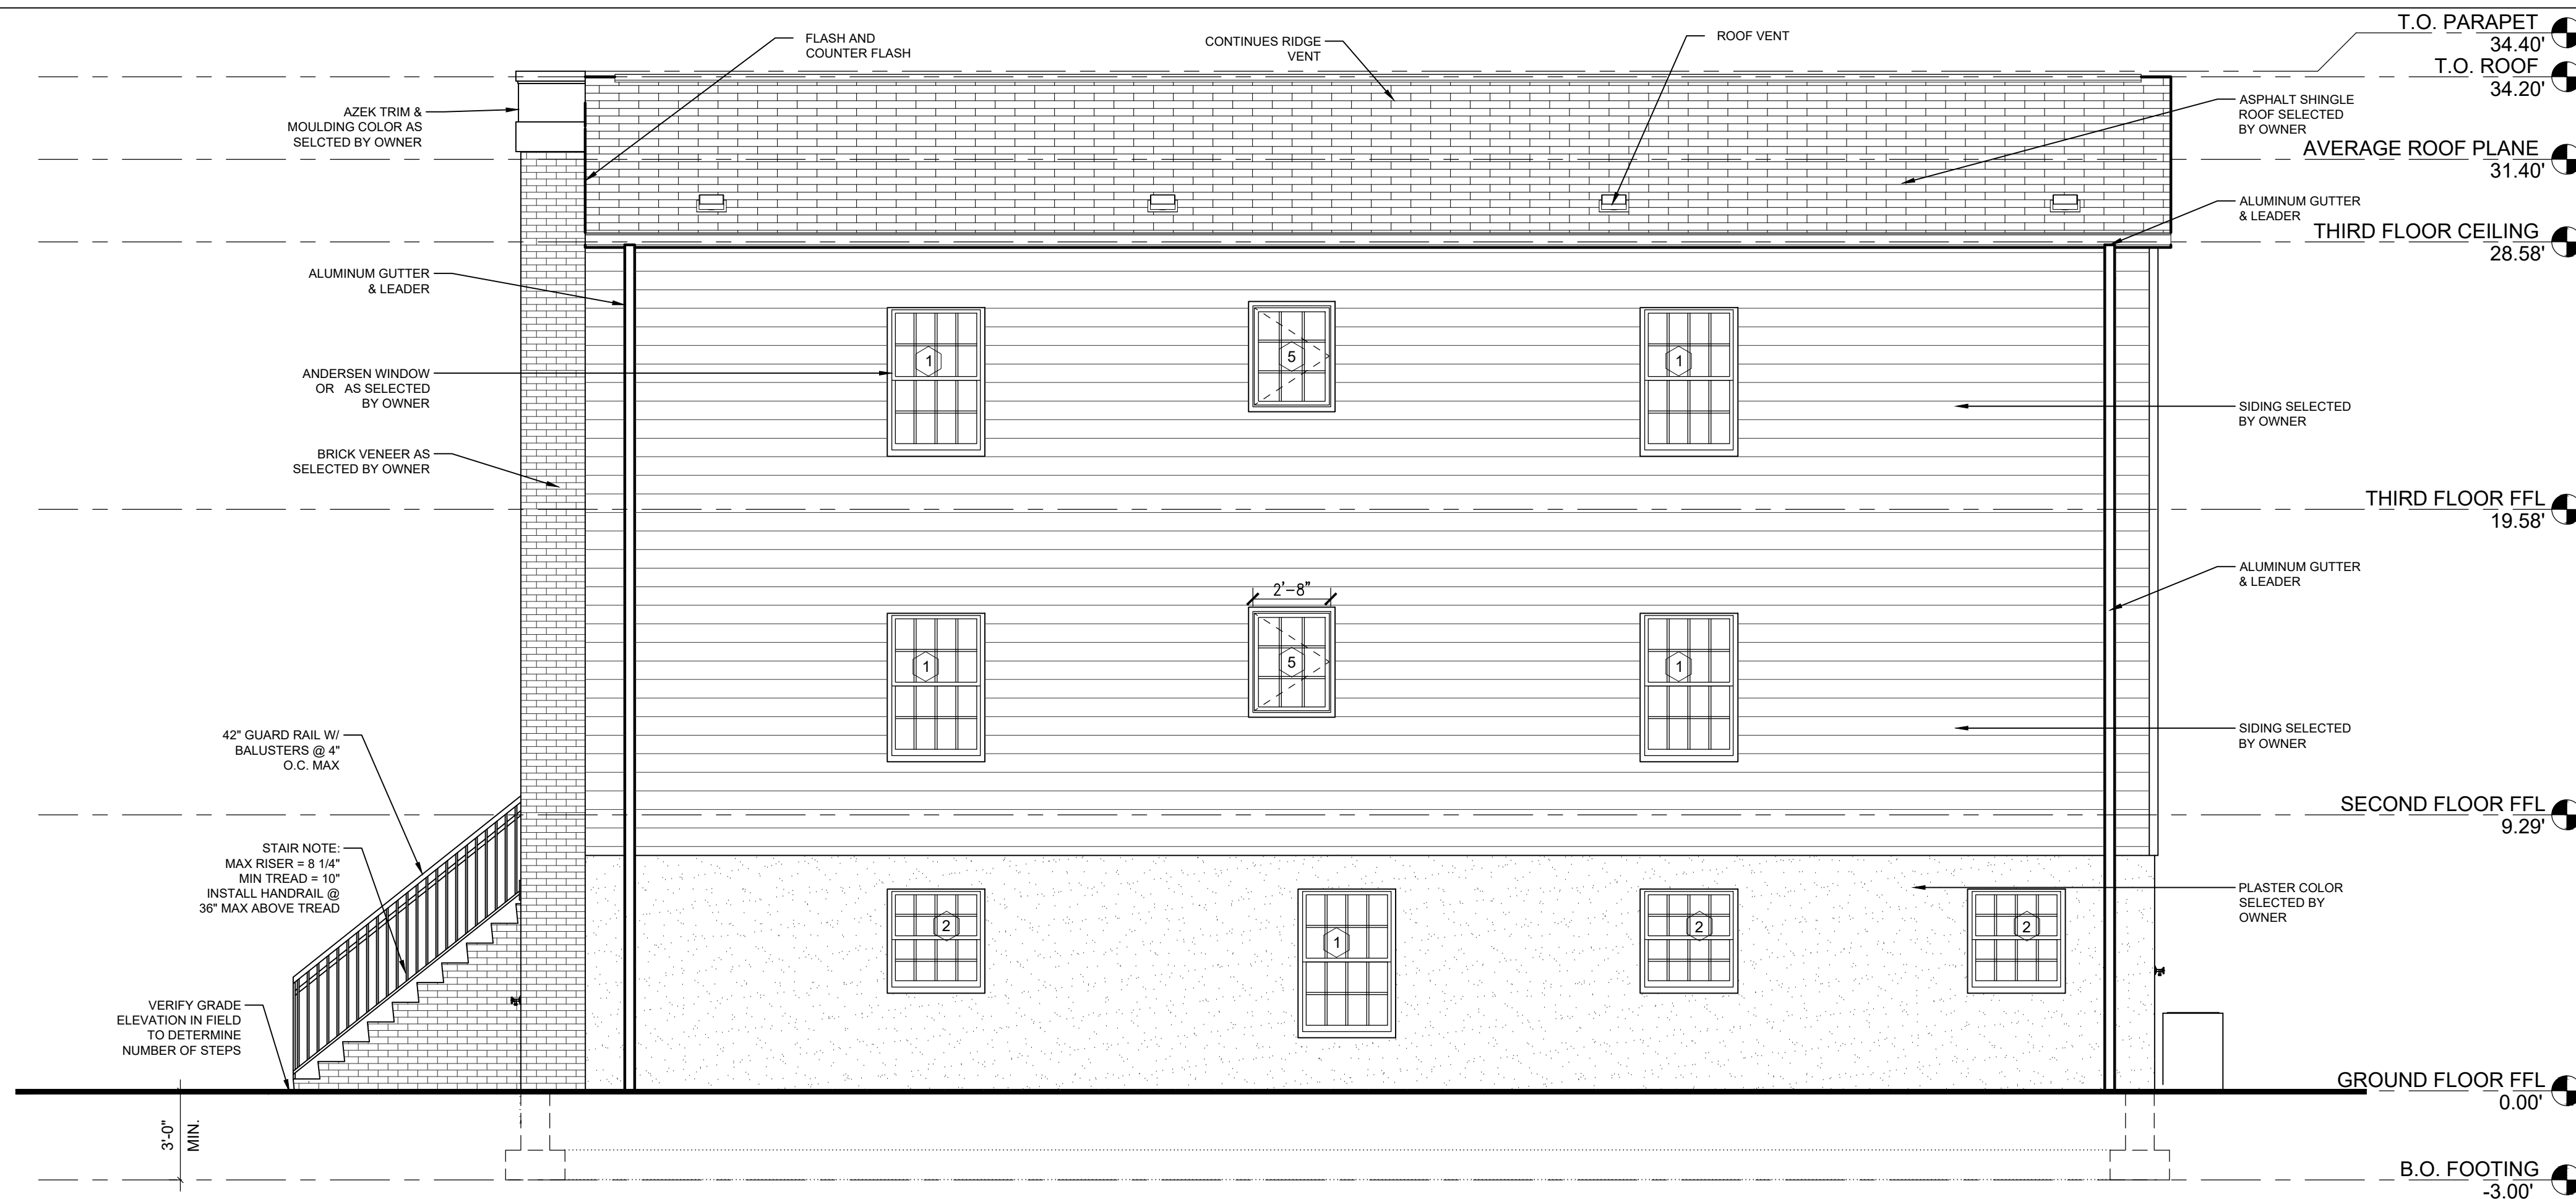 T.O. PARAPET
34.40'
T.O. ROOF
34.20'
FLASH AND
COUNTER FLASH
CONTINUES RIDGE
VENT
ROOF VENT
AZEK TRIM &
MOULDING COLOR AS
SELCTED BY OWNER
ASPHALT SHINGLE
ROOF SELECTED
BY OWNER
AVERAGE ROOF PLANE
31.40'
ALUMINUM GUTTER
& LEADER
THIRD FLOOR CEILING
28.58'
ALUMINUM GUTTER
& LEADER
1
5
1
ANDERSEN WINDOW
OR AS SELECTED
BY OWNER
SIDING SELECTED
BY OWNER
BRICK VENEER AS
SELECTED BY OWNER
THIRD FLOOR FFL
19.58'
ALUMINUM GUTTER
& LEADER
2'-8"
1
5
1
42" GUARD RAIL W/
BALUSTERS @ 4"
O.C. MAX
SIDING SELECTED
BY OWNER
SECOND FLOOR FFL
9.29'
STAIR NOTE:
MAX RISER = 8 1/4"
MIN TREAD = 10"
INSTALL HANDRAIL @
36" MAX ABOVE TREAD
PLASTER COLOR
SELECTED BY
OWNER
2
1
2
2
VERIFY GRADE
ELEVATION IN FIELD
TO DETERMINE
NUMBER OF STEPS
GROUND FLOOR FFL
0.00'
3'-0"
MIN.
B.O. FOOTING
-3.00'